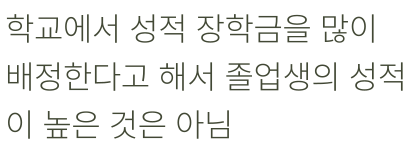 학교에서 성적 장학금을 많이
배정한다고 해서 졸업생의 성적
이 높은 것은 아님